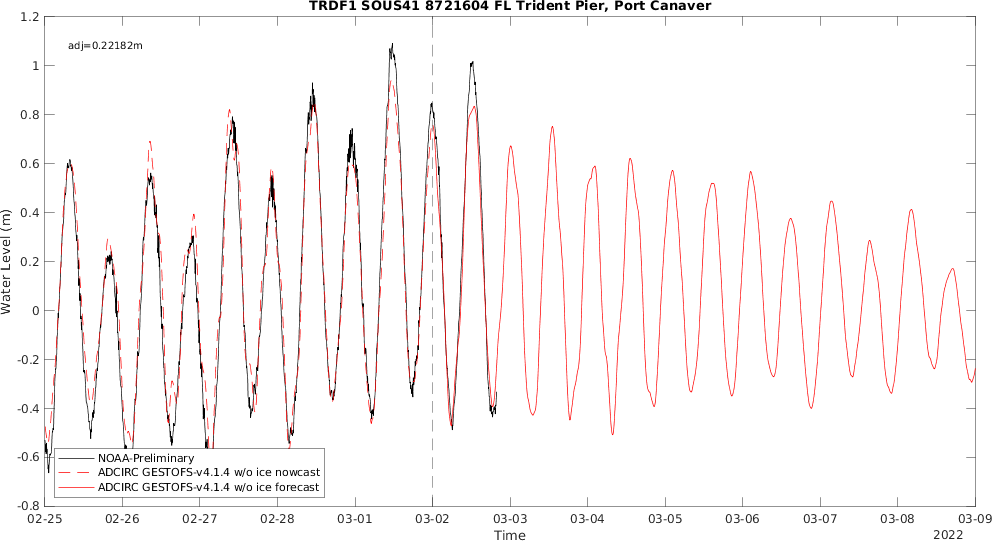 TRDF1 SOUS41 8721604 FL Trident Pier, Port Canaver
adj=0.22182m
Water Level (m)
1.2
1
0.8
0.6
0.4
0.2
0
-0.2
-0.4
-0.6
-0.8
NOAA-Preliminary
ADCIRC GESTOFS-v4.1.4 w/o ice nowcast
ADCIRC GESTOFS-v4.1.4 w/o ice forecast
02-25 02-26 02-27 02-28 03-01 03-02 03-03 03-04 03-05 03-06 03-07 03-08 03-09
Time
2022